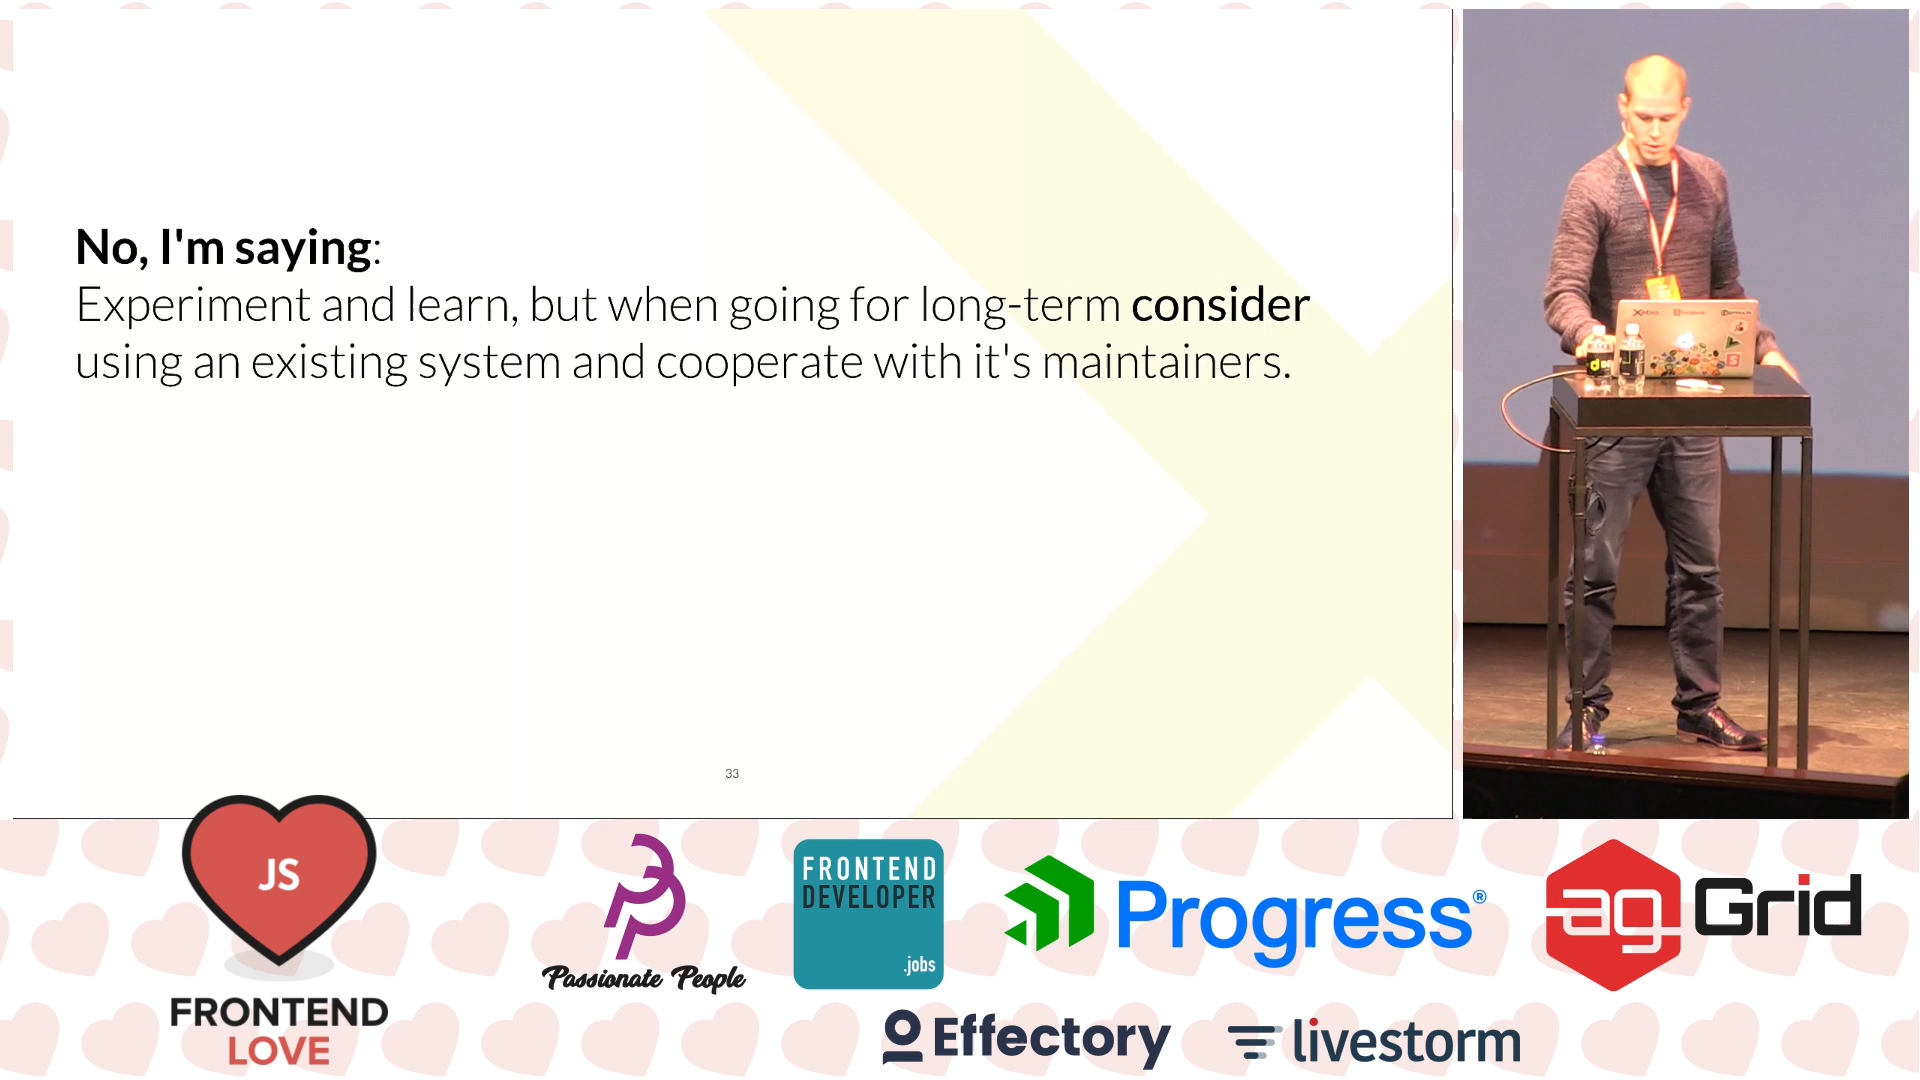 No, I'm saying:
Experiment and learn, but when going for long-term consider
using an existing system and cooperate with it's maintainers.
33
JS
FRONTEND
LOVE
Passionate People
FRONTEND
DEVELOPER
.jobs
Progress®
ag Grid
Effectory
livestorm
Xebia